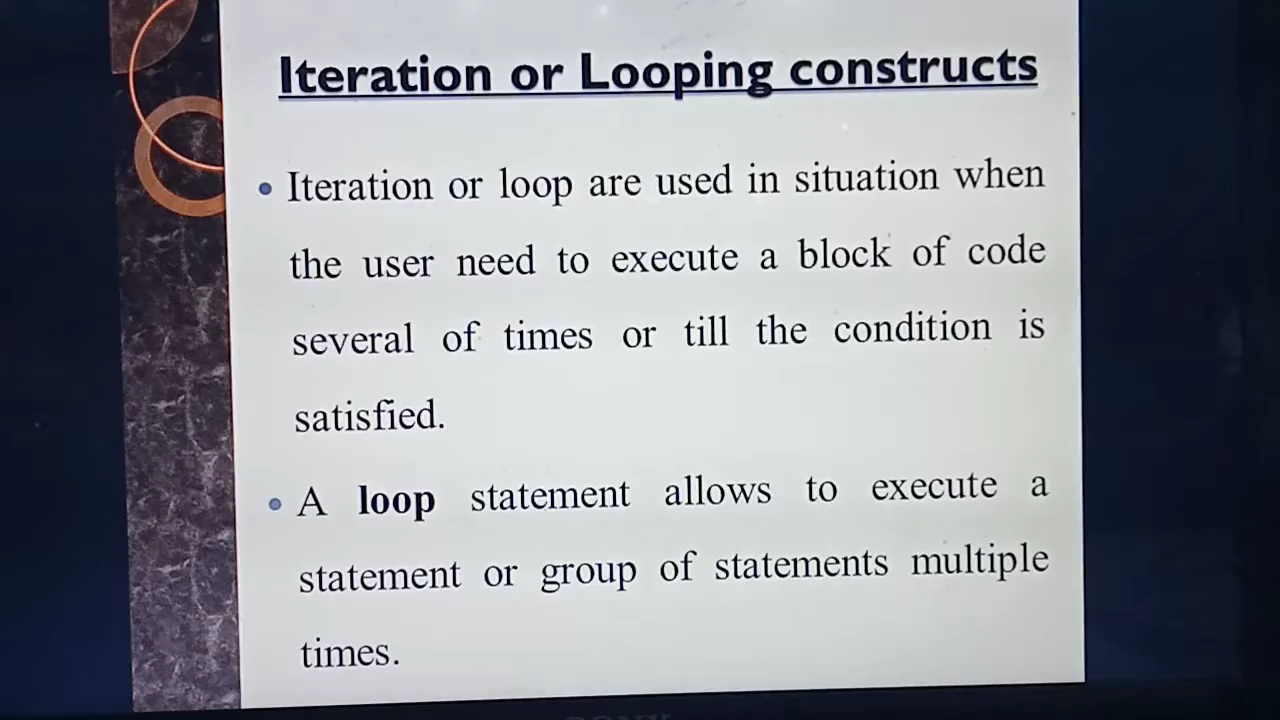 Iteration or Looping constructs
• Iteration or loop are used in situation when
the user need to execute a block of code
several of times or till the condition is
satisfied.
• A loop statement allows to execute a
statement or group of statements multiple
times.